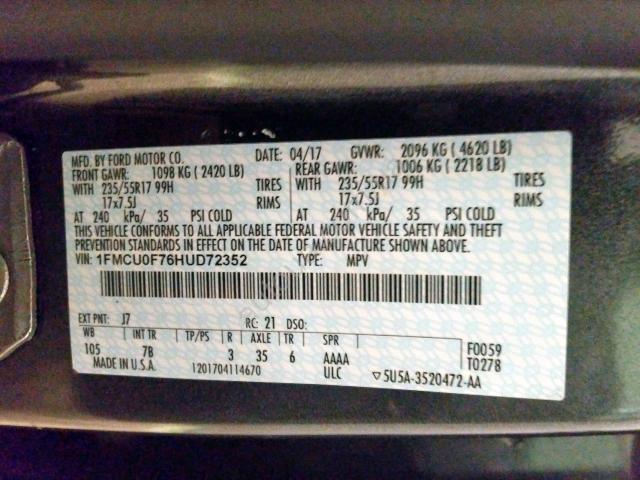 MFD. BY FORD MOTOR CO. DATE: 04/17 GVWR: 2096 KG ( 4620 LB)
FRONT GAWR: 1098 KG ( 2420 LB) REAR GAWR: 1006 KG ( 2218 LB)
WITH 235/55R17 99H TIRES WITH 235/55R17 99H TIRES
17x7.5J RIMS 17x7.5J RIMS
AT 240 kPa/ 35 PSI COLD AT 240 kPa/ 35 PSI COLD
THIS VEHICLE CONFORMS TO ALL APPLICABLE FEDERAL MOTOR VEHICLE SAFETY AND THEFT
PREVENTION STANDARDS IN EFFECT ON THE DATE OF MANUFACTURE SHOWN ABOVE.
VIN: 1FMCU0F76HUD72352 TYPE: MPV
EXT PNT: J7 RC: 21 DSO:
WB INT TR TP/PS R AXLE TR SPR F0059
105 7B 3 35 6 AAAA T0278
MADE IN U.S.A. 1201704114670 ULC ▽5U5A-3520472-AA